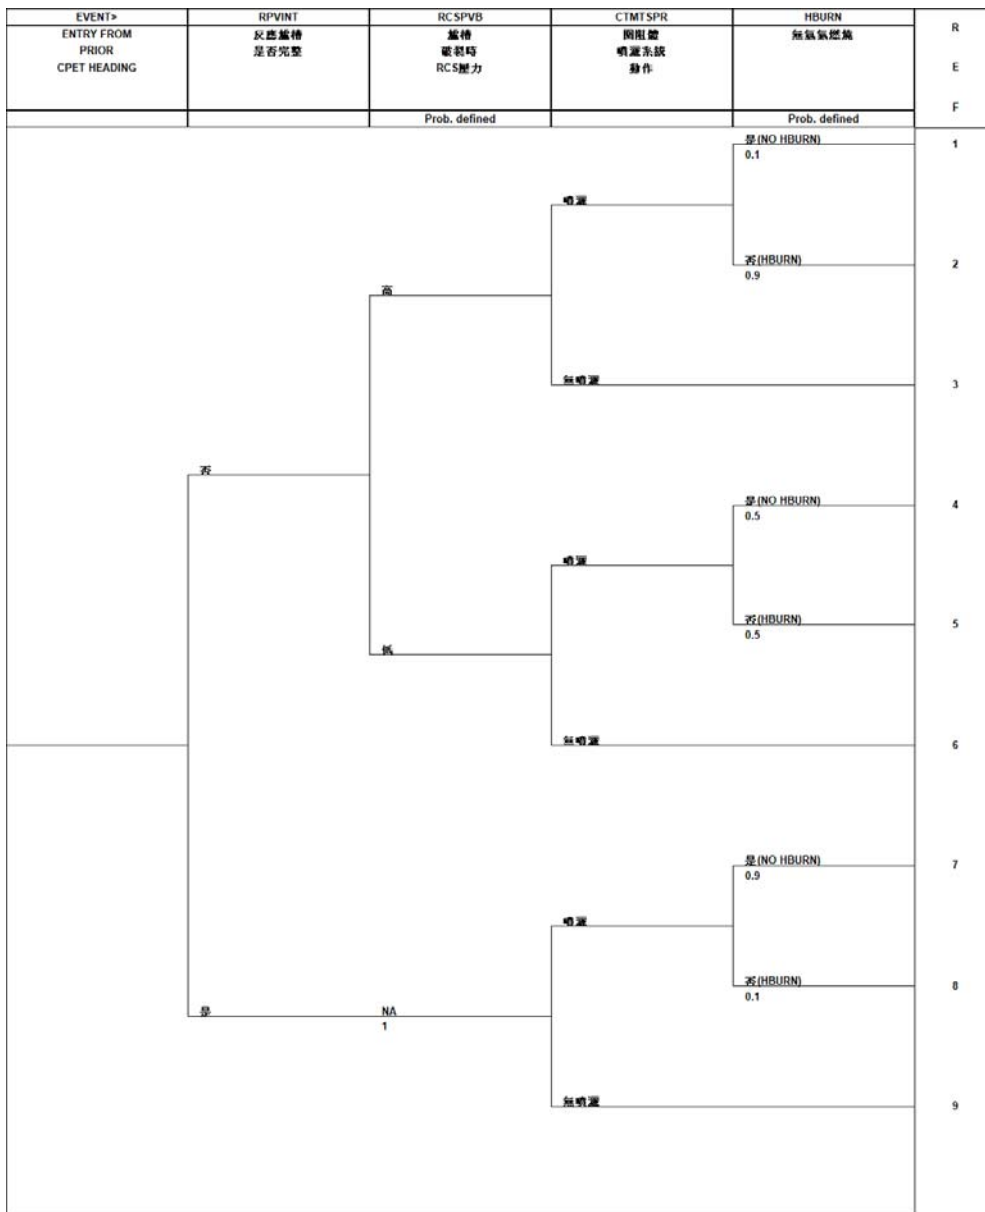 EVENT> RPVINT RCSPVB CTMTSPR HBURN
R
E
F
ENTRY FROM
PRIOR
CPET HEADING
反應爐槽
是否完整
爐槽
破裂時
RCS壓力
圍阻體
噴灑系統
動作
無氫氣燃燒
Prob. defined
Prob. defined
是(NO HBURN)
0.1
1
噴灑
否(HBURN)
0.9
2
高
無噴灑
3
否
是(NO HBURN)
0.5
4
噴灑
否(HBURN)
0.5
5
低
無噴灑
6
是(NO HBURN)
0.9
7
噴灑
否(HBURN)
0.1
8
是
NA
1
無噴灑
9